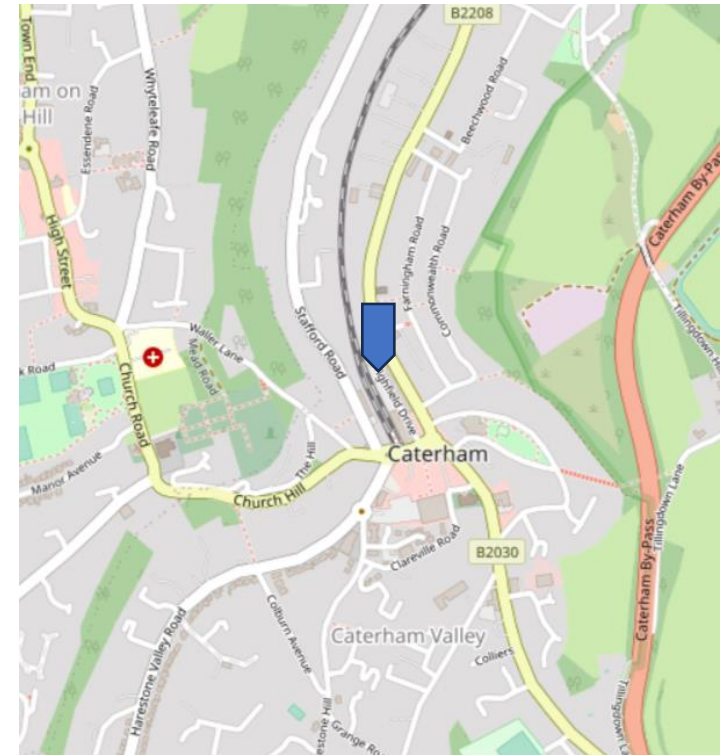 B2208
Town End
am on
Hill
Essendene Road
Whyteleafe Road
Beechwood Road
Caterham By-Pass
High Street
Farningham Road
Commonwealth Road
Stafford Road
Waller Lane
Mead Road
k Road
Church Road
ghfield Drive
Tillingdown
Manor Avenue
The Hill
Church Hill
Caterham
Clareville Road
B2030
Tillingdown Lane
Caterham By-Pass
Colburn Avenue
Caterham Valley
Colliers
Harestone Valley Road
estone Hill
Grange Ro
Tillingdown L